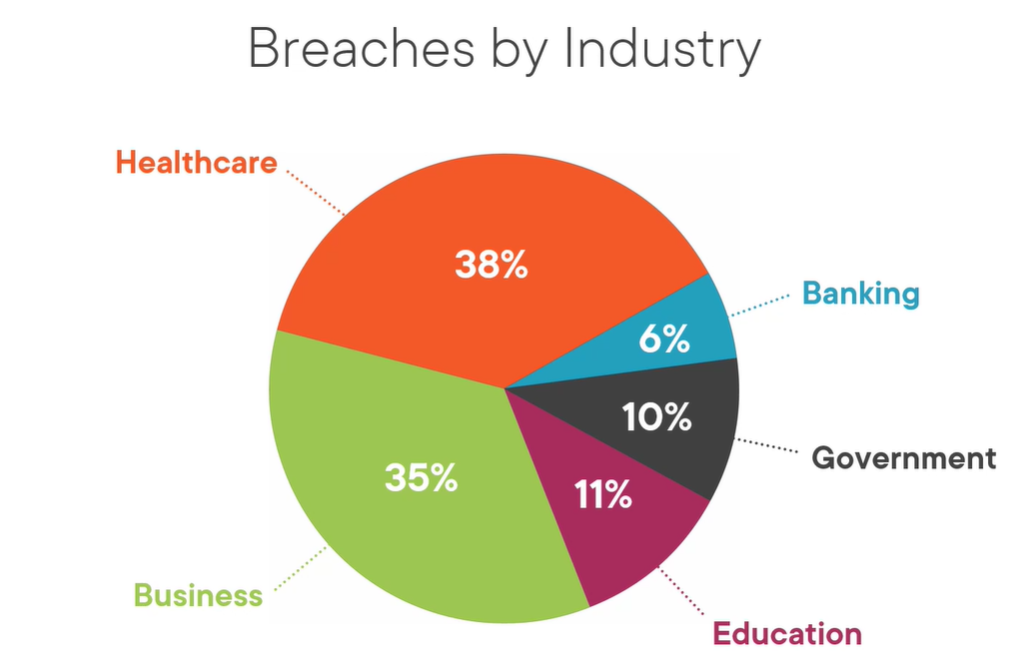 Breaches by Industry
Healthcare
38%
Banking
6%
10%
Government
35%
11%
Business
Education